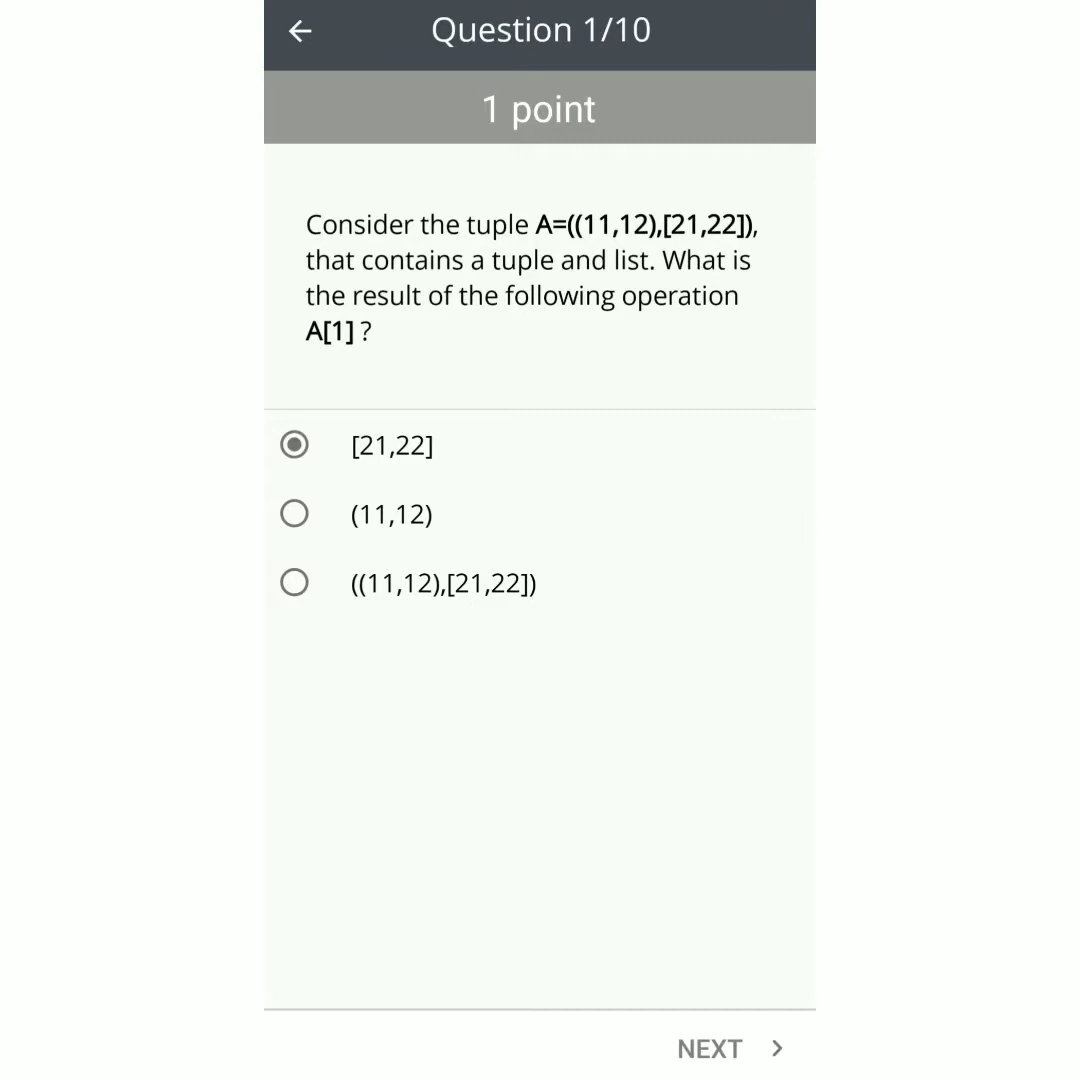 Question 1/10
1 point
Consider the tuple A=((11,12),[21,22]),
that contains a tuple and list. What is
the result of the following operation
A[1] ?
[21,22]
(11,12)
((11,12),[21,22])
NEXT >